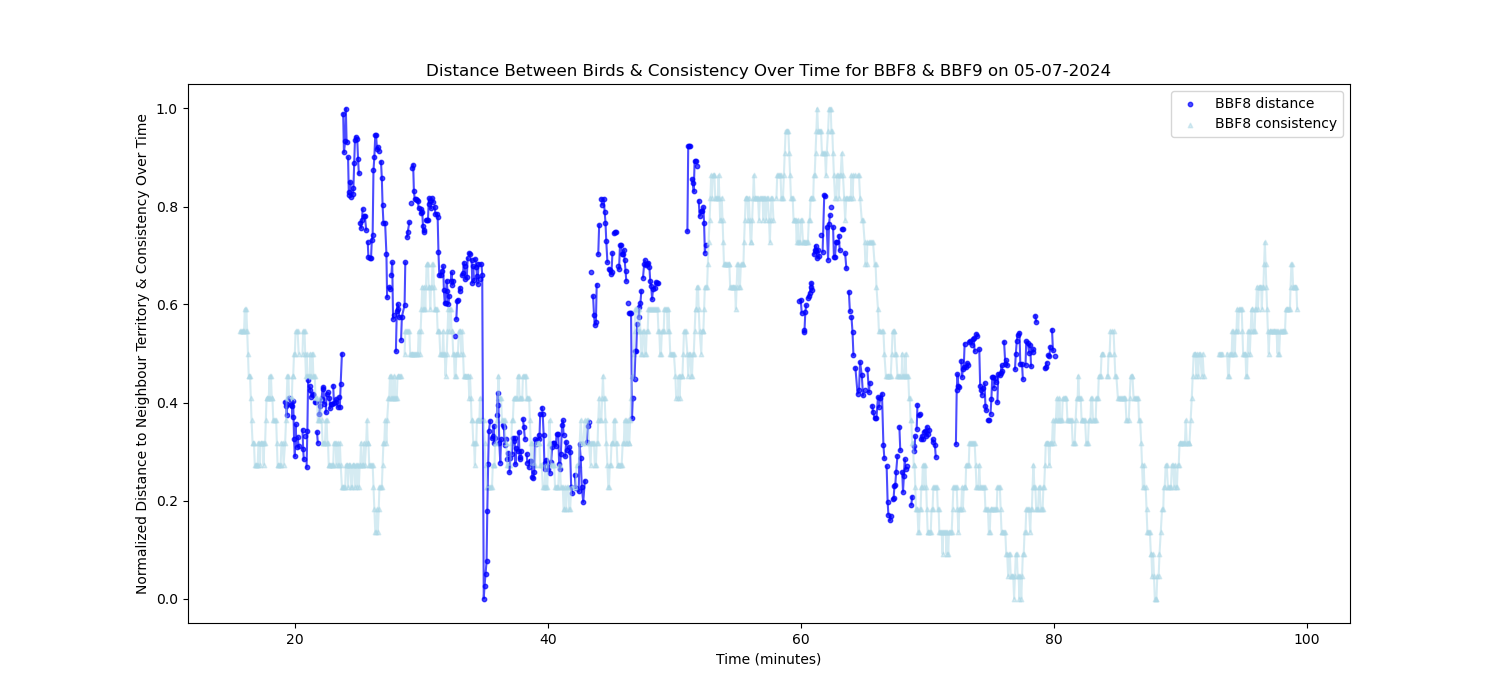 Distance Between Birds & Consistency Over Time for BBF8 & BBF9 on 05-07-2024
BBF8 distance
BBF8 consistency
Normalized Distance to Neighbour Territory & Consistency Over Time
1.0
0.8
0.6
0.4
0.2
0.0
20 40 60 80 100
Time (minutes)